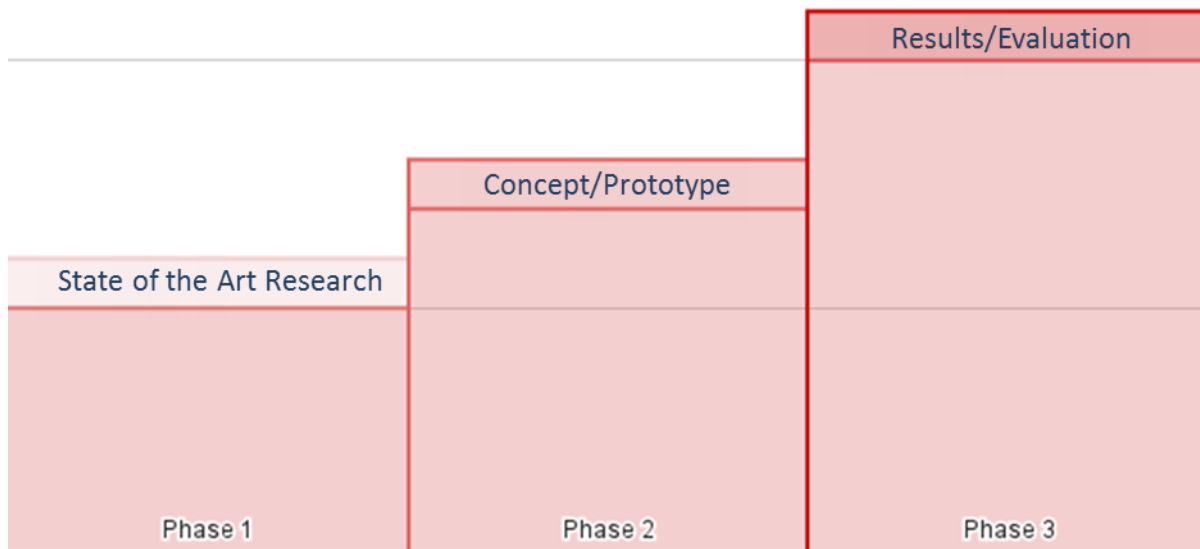 Results/Evaluation
Concept/Prototype
State of the Art Research
Phase 1
Phase 2
Phase 3